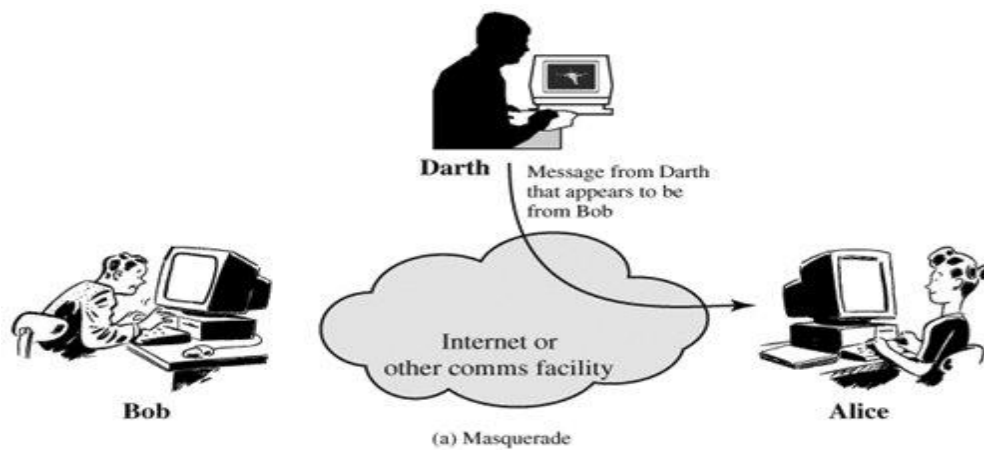 Darth
Message from Darth
that appears to be
from Bob
Internet or
other comms facility
Bob
Alice
(a) Masquerade